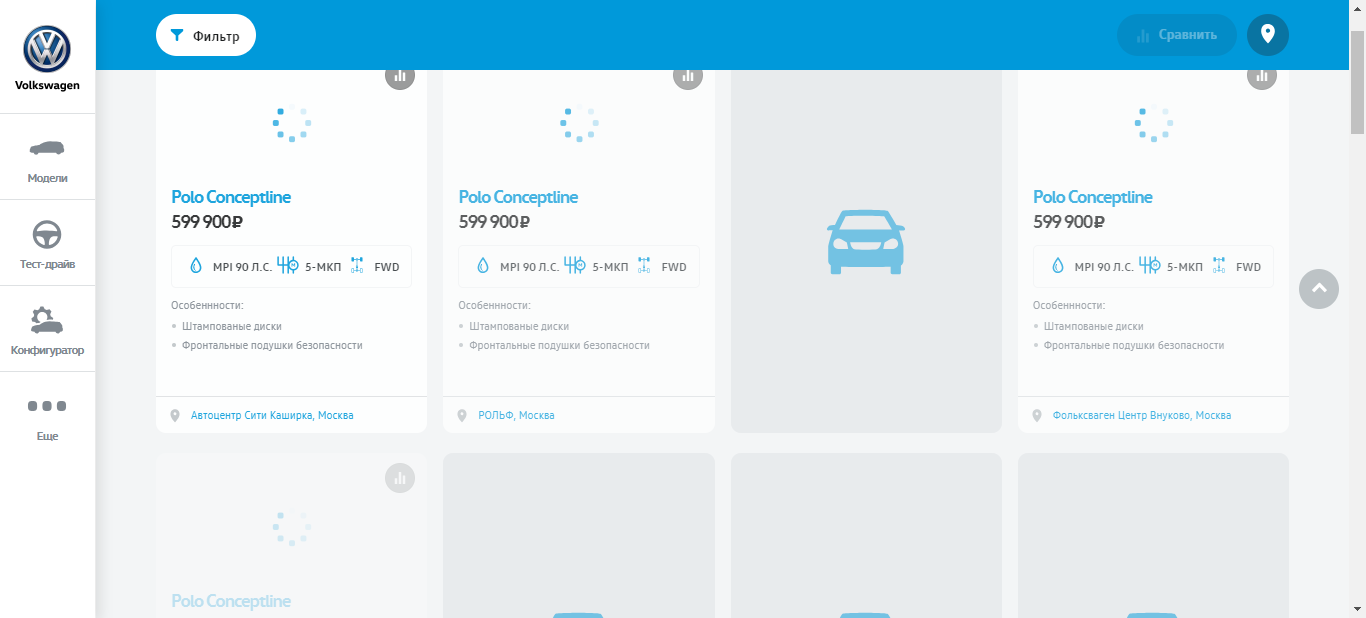 Volkswagen
Модели
Тест-драйв
Конфигуратор
Еще
Фильтр
Сравнить
Polo Conceptline
599 900₽
MPI 90 Л.С. 5-МКП FWD
Особеннности:
Штампованые диски
Фронтальные подушки безопасности
Автоцентр Сити Каширка, Москва
Polo Conceptline
599 900₽
MPI 90 Л.С. 5-МКП FWD
Особеннности:
Штампованые диски
Фронтальные подушки безопасности
РОЛЬФ, Москва
Polo Conceptline
599 900₽
MPI 90 Л.С. 5-МКП FWD
Особеннности:
Штампованые диски
Фронтальные подушки безопасности
Фольксваген Центр Внуково, Москва
Polo Conceptline